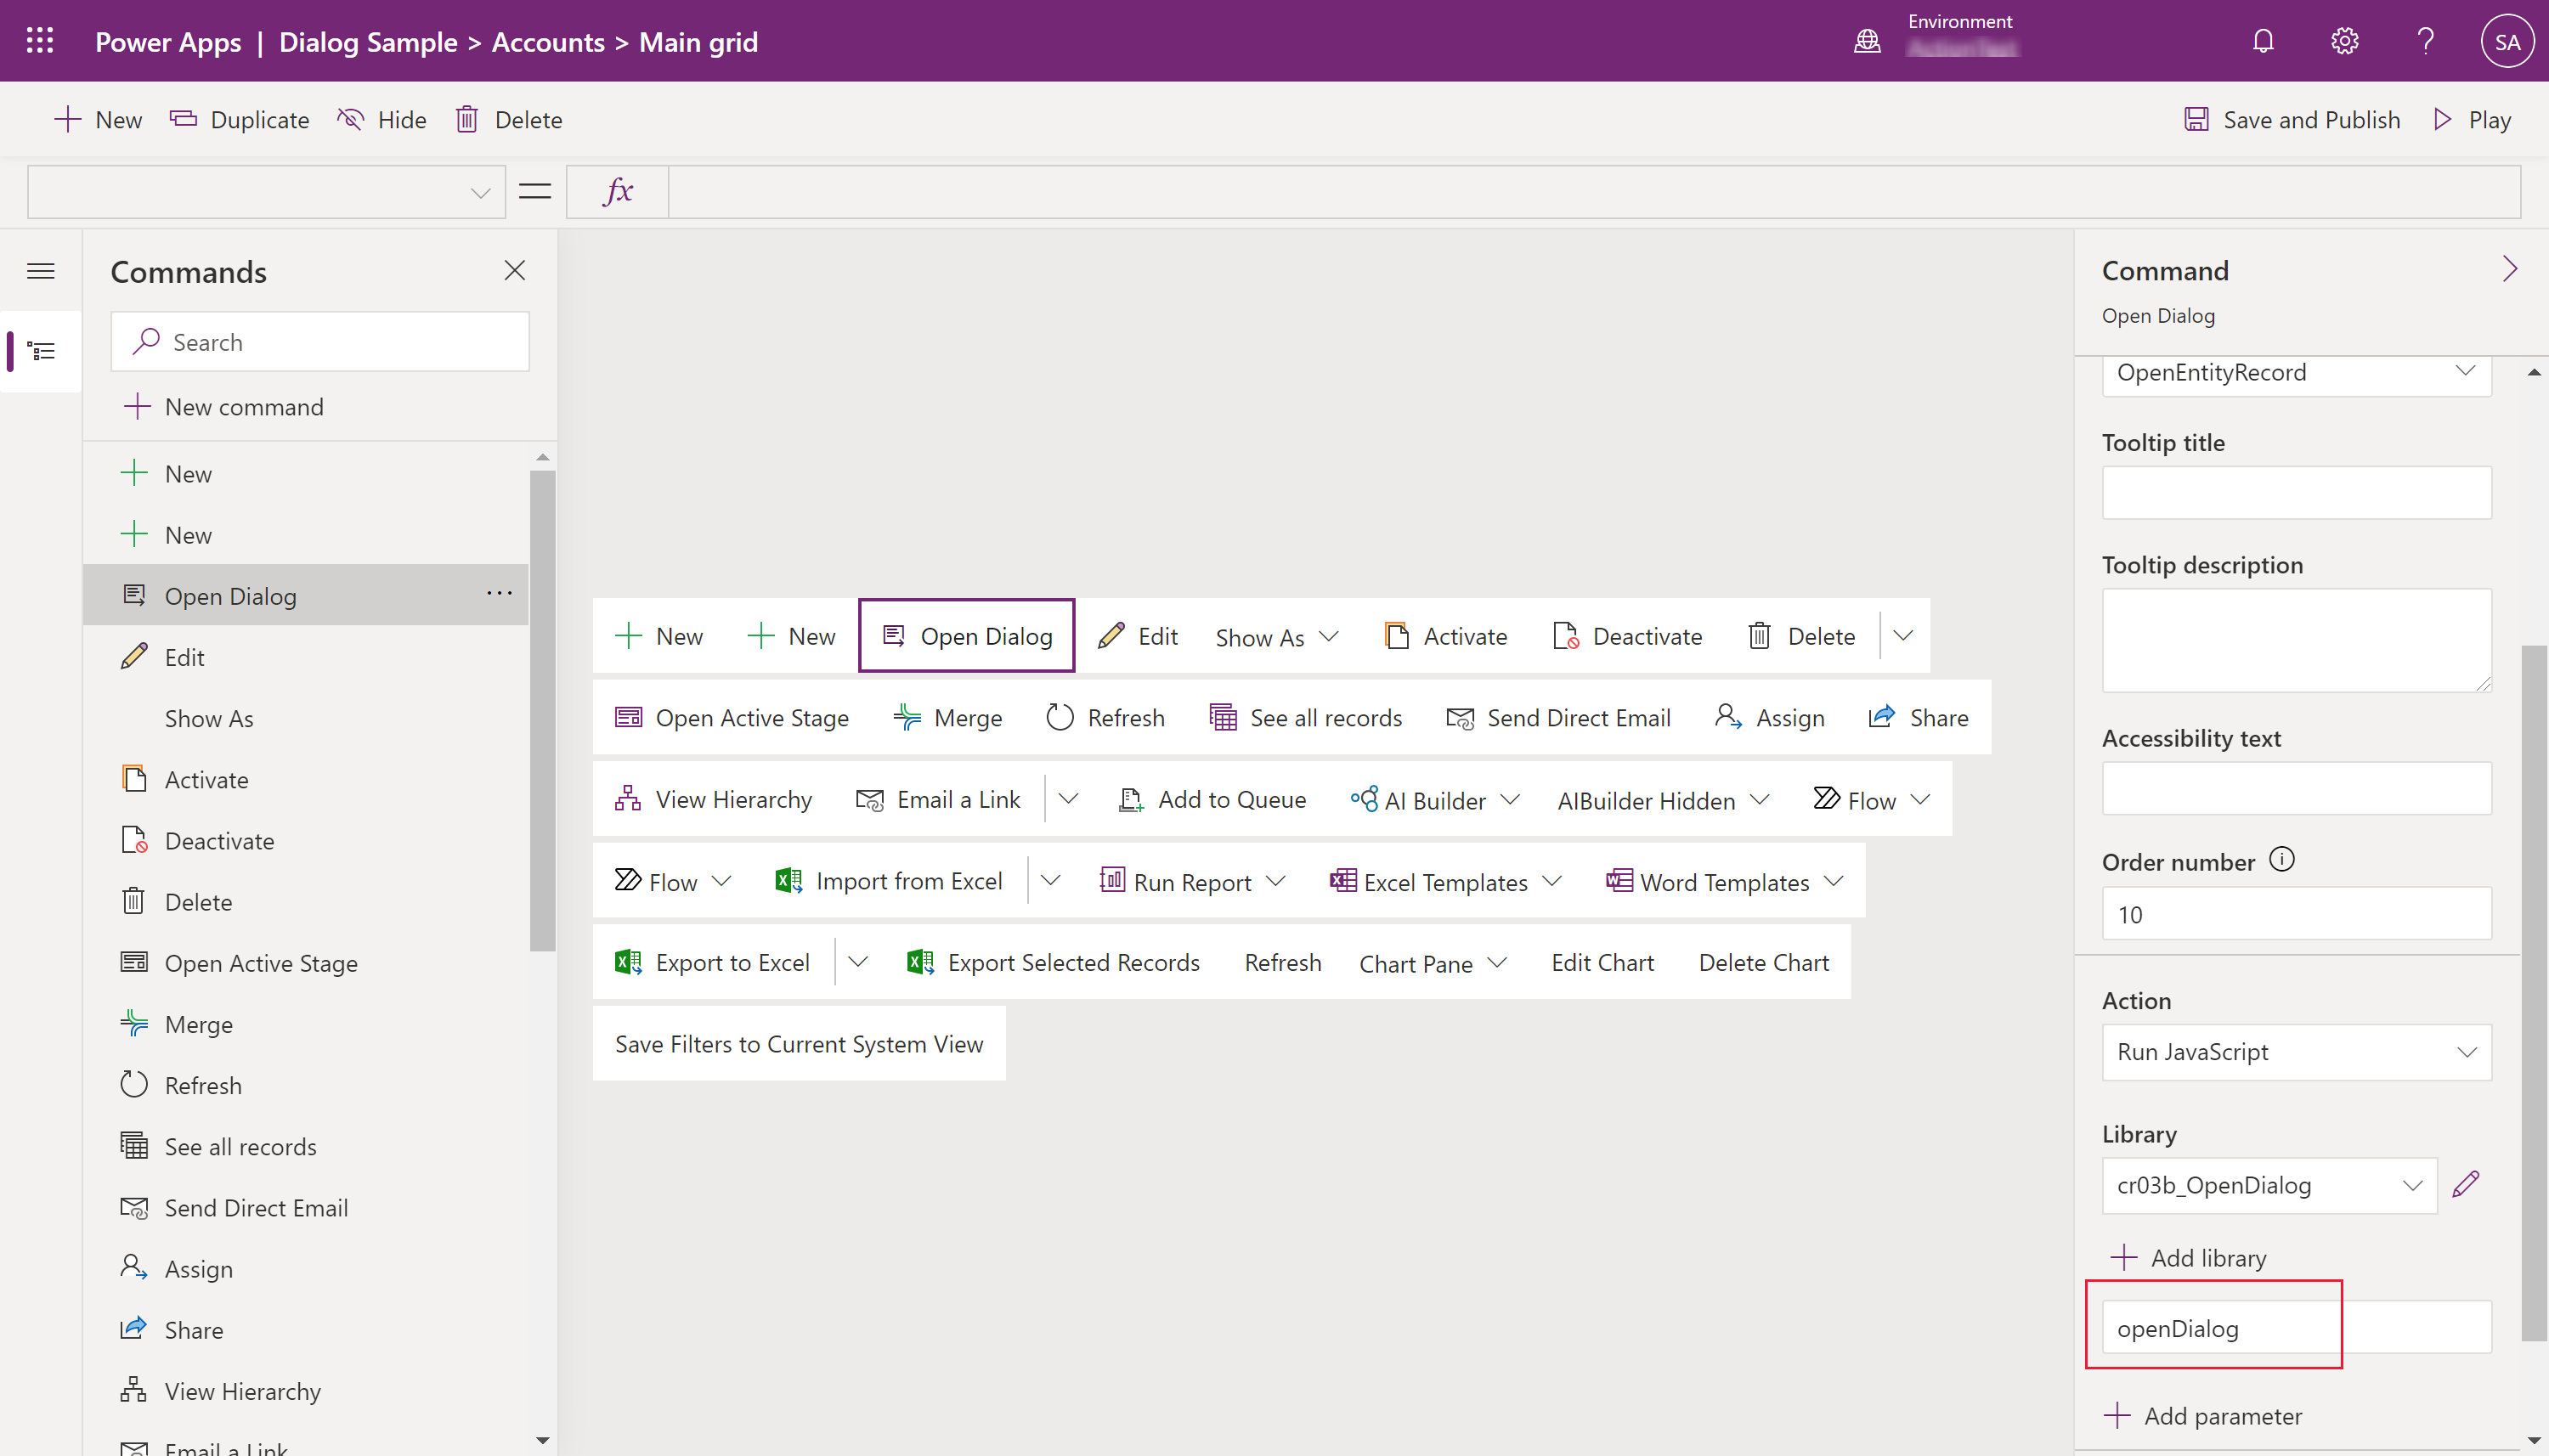 Power Apps | Dialog Sample > Accounts > Main grid
Environment
SA
New
Duplicate
Hide
Delete
Save and Publish
Play
fx
Commands
Search
New command
New
New
Open Dialog
Edit
Show As
Activate
Deactivate
Delete
Open Active Stage
Merge
Refresh
See all records
Send Direct Email
Assign
Share
View Hierarchy
Email a Link
New New Open Dialog Edit Show As Activate Deactivate Delete
Open Active Stage Merge Refresh See all records Send Direct Email Assign Share
View Hierarchy Email a Link Add to Queue AI Builder AIBuilder Hidden Flow
Flow Import from Excel Run Report Excel Templates Word Templates
Export to Excel Export Selected Records Refresh Chart Pane Edit Chart Delete Chart
Save Filters to Current System View
Command
Open Dialog
OpenEntityRecord
Tooltip title
Tooltip description
Accessibility text
Order number
10
Action
Run JavaScript
Library
cr03b_OpenDialog
Add library
openDialog
Add parameter